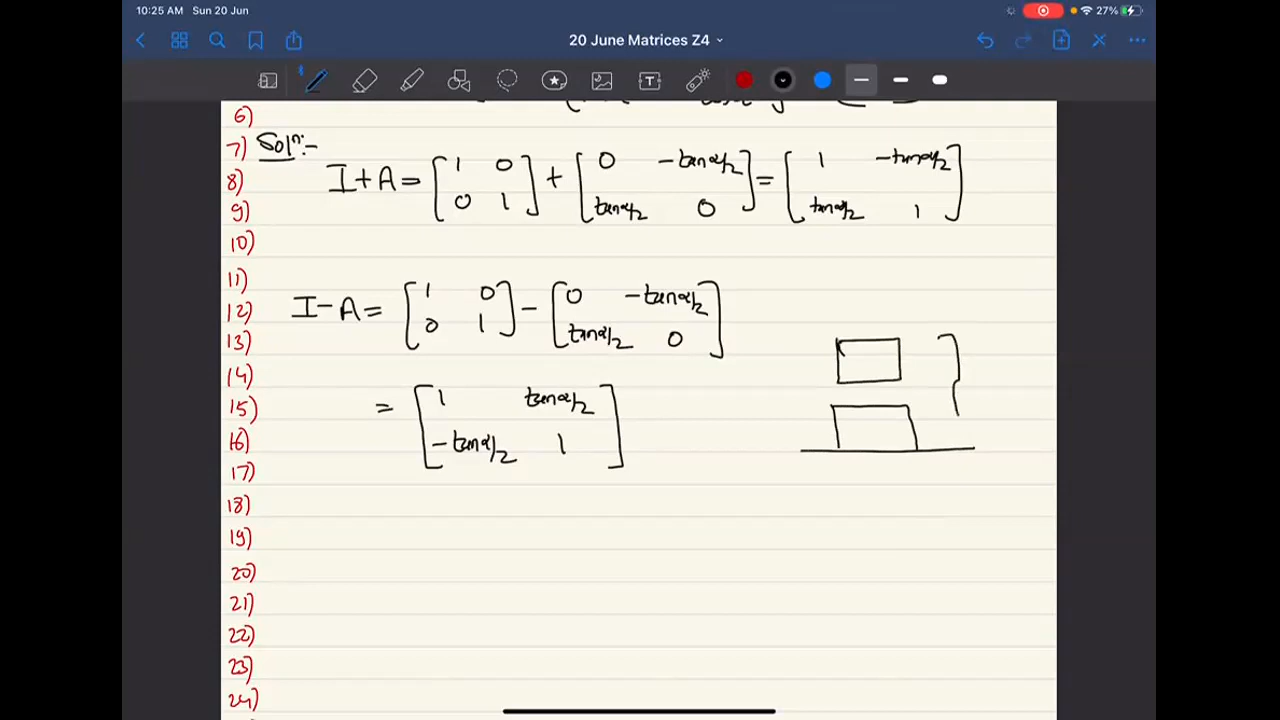 10:25 AM Sun 20 Jun 27%
20 June Matrices Z4
T
6)
7) Solⁿ:-
8) I+A = [1 0; 0 1] + [0 -tanα/2; tanα/2 0] = [1 -tanα/2; tanα/2 1]
9)
10)
11)
12) I-A = [1 0; 0 1] - [0 -tanα/2; tanα/2 0]
13)
14)
15) = [1 tanα/2; -tanα/2 1]
16)
17)
18)
19)
20)
21)
22)
23)
24)